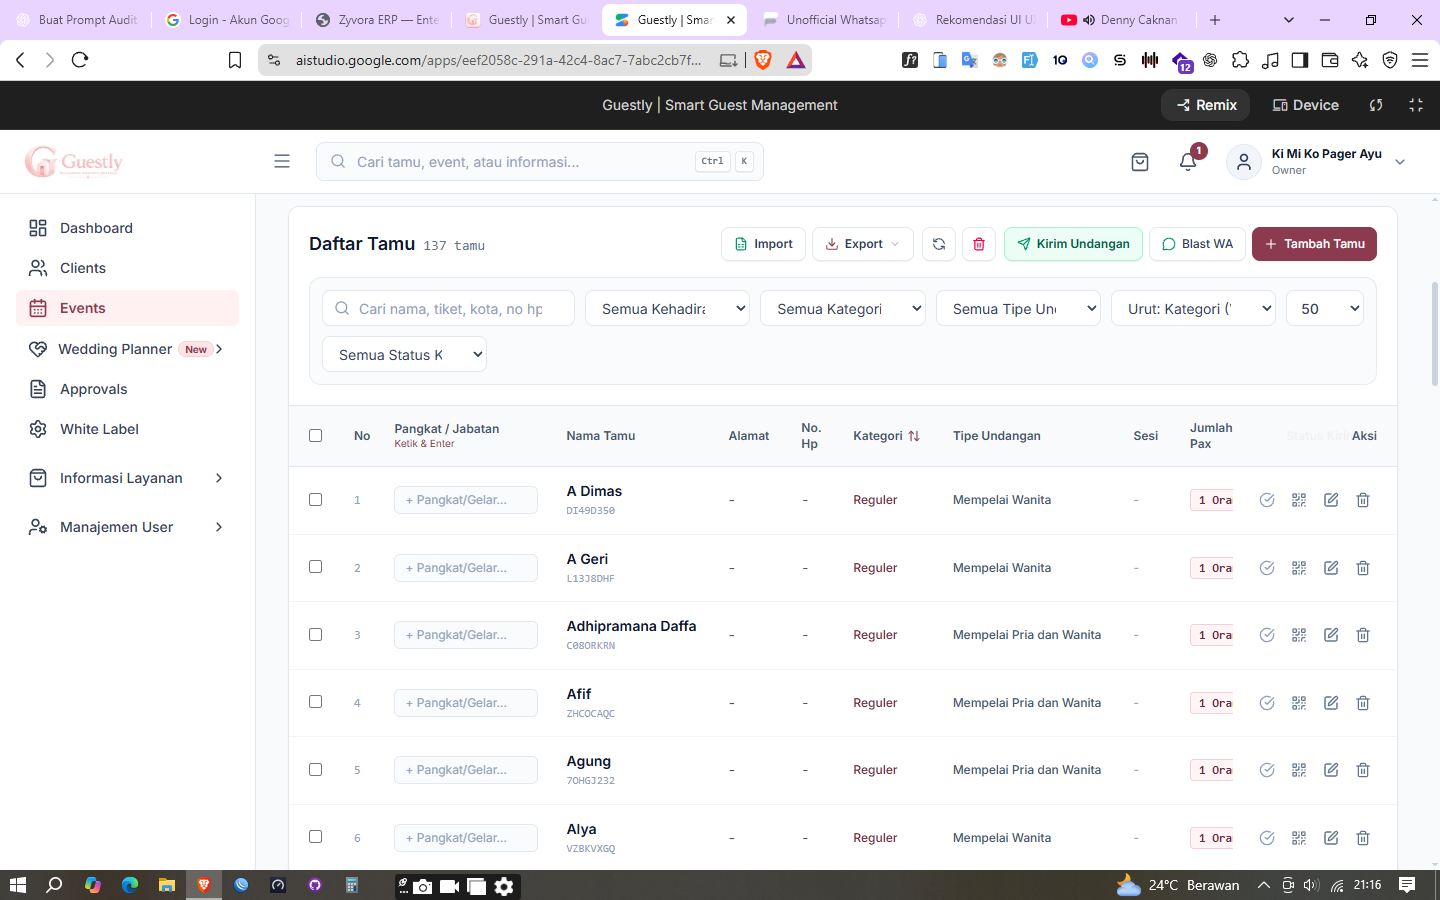 Buat Prompt Audit
Login - Akun Goog
Zyvora ERP — Ente
Guestly | Smart Gu
Guestly | Smar
Unofficial Whatsap
Rekomendasi UI U
Denny Caknan
aistudio.google.com/apps/eef2058c-291a-42c4-8ac7-7abc2cb7f...
12
Guestly | Smart Guest Management
Remix
Device
Guestly
Cari tamu, event, atau informasi...
Ctrl K
1
Ki Mi Ko Pager Ayu
Owner
Dashboard
Clients
Events
Wedding Planner New
Approvals
White Label
Informasi Layanan
Manajemen User
Daftar Tamu 137 tamu
Import
Export
Kirim Undangan
Blast WA
+ Tambah Tamu
Cari nama, tiket, kota, no hp
Semua Kehadira
Semua Kategori
Semua Tipe Un
Urut: Kategori (
50
Semua Status K
No
Pangkat / Jabatan
Ketik & Enter
Nama Tamu
Alamat
No. Hp
Kategori
Tipe Undangan
Sesi
Jumlah Pax
Status Kiri
Aksi
1 + Pangkat/Gelar... A Dimas - - Reguler Mempelai Wanita - 1 Ora
DI49D350
2 + Pangkat/Gelar... A Geri - - Reguler Mempelai Wanita - 1 Ora
L13J8DHF
3 + Pangkat/Gelar... Adhipramana Daffa - - Reguler Mempelai Pria dan Wanita - 1 Ora
C08ORKRN
4 + Pangkat/Gelar... Afif - - Reguler Mempelai Pria dan Wanita - 1 Ora
ZHCOCAQC
5 + Pangkat/Gelar... Agung - - Reguler Mempelai Pria dan Wanita - 1 Ora
7OHGJ232
6 + Pangkat/Gelar... Alya - - Reguler Mempelai Wanita - 1 Ora
VZBKVXGQ
24°C Berawan
21:16